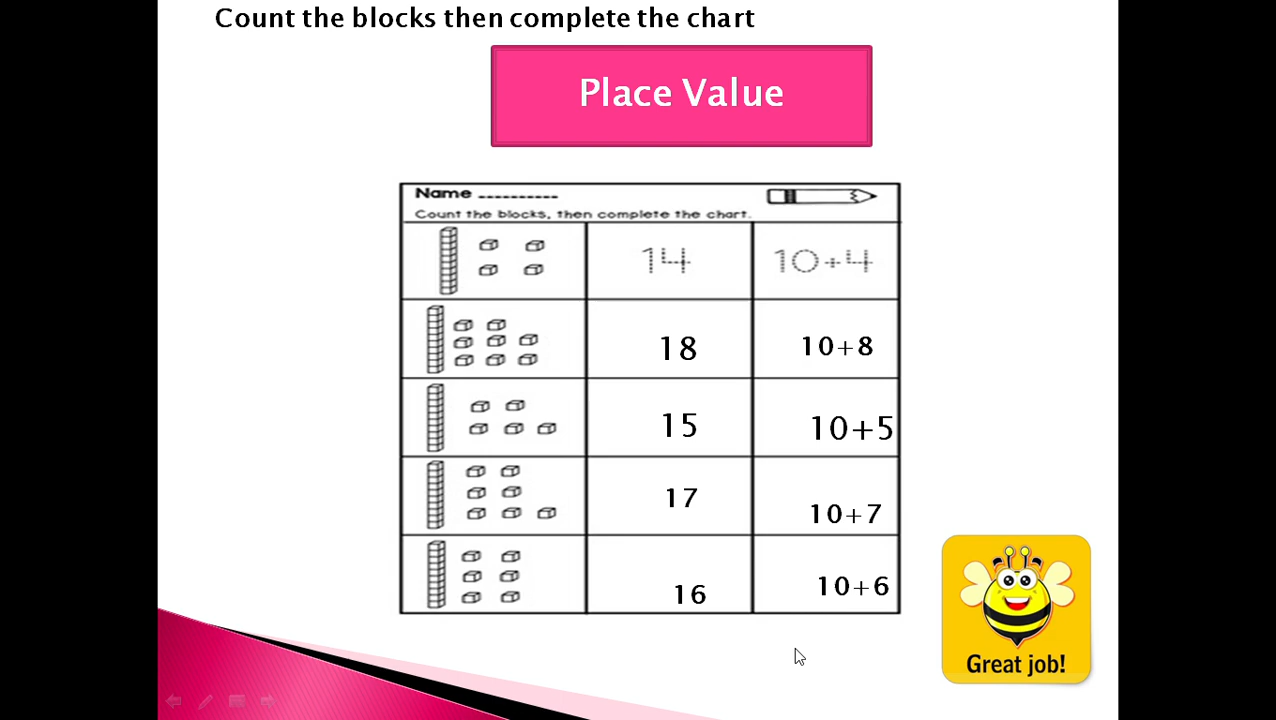 Count the blocks then complete the chart
Place Value
Name ----------
Count the blocks, then complete the chart.
14 10+4
18 10+8
15 10+5
17 10+7
16 10+6
Great job!